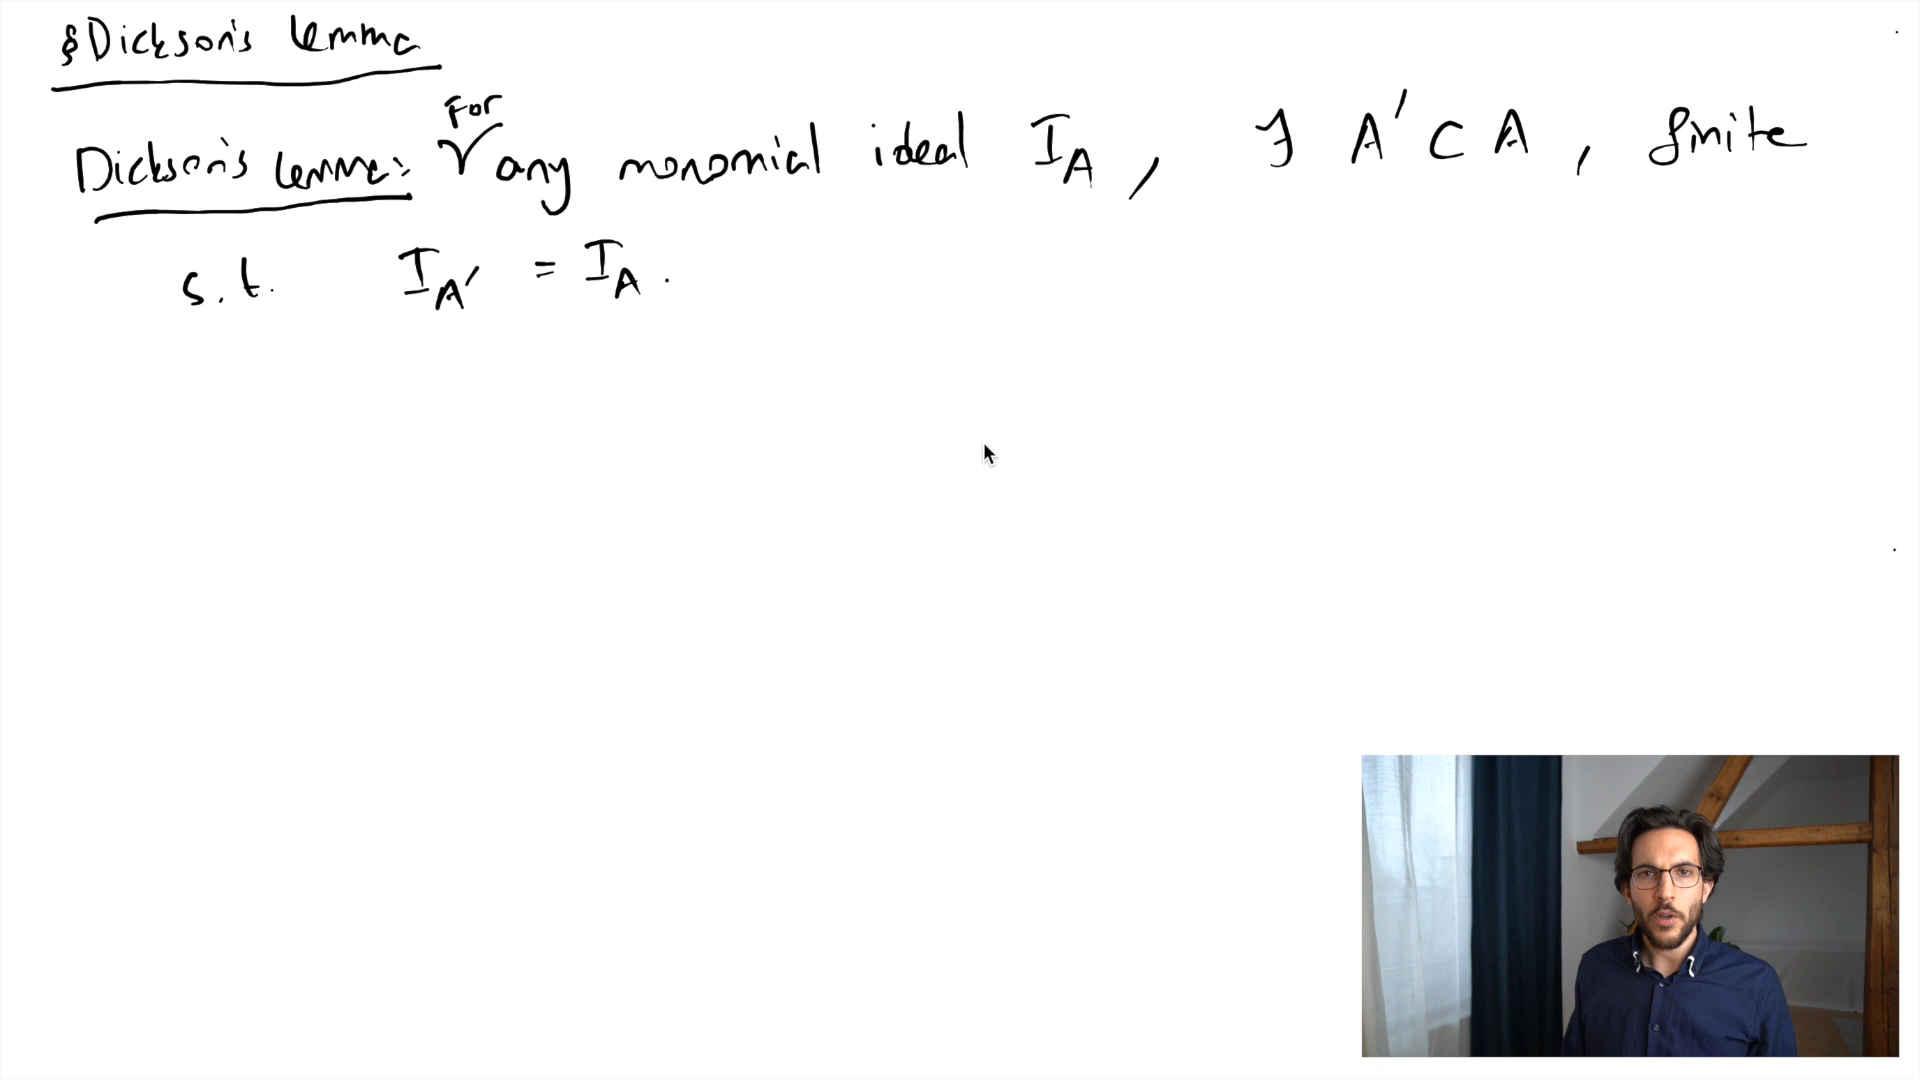 §Dickson's lemma
Dickson's lemma: For any monomial ideal I_A, ∃ A' ⊂ A, finite
s.t. I_A' = I_A.